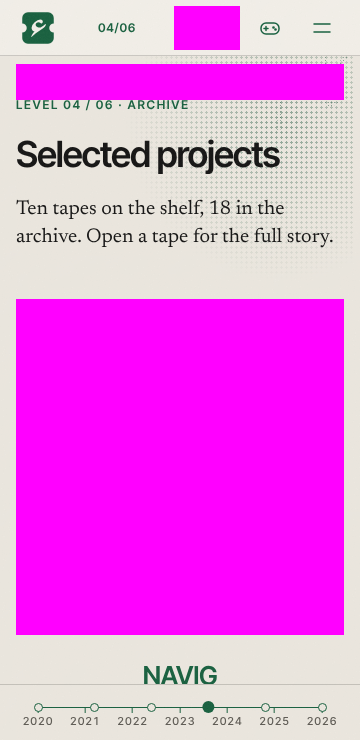 04/06
LEVEL 04 / 06 · ARCHIVE
Selected projects
Ten tapes on the shelf, 18 in the
archive. Open a tape for the full story.
NAVIG
2020 2021 2022 2023 2024 2025 2026